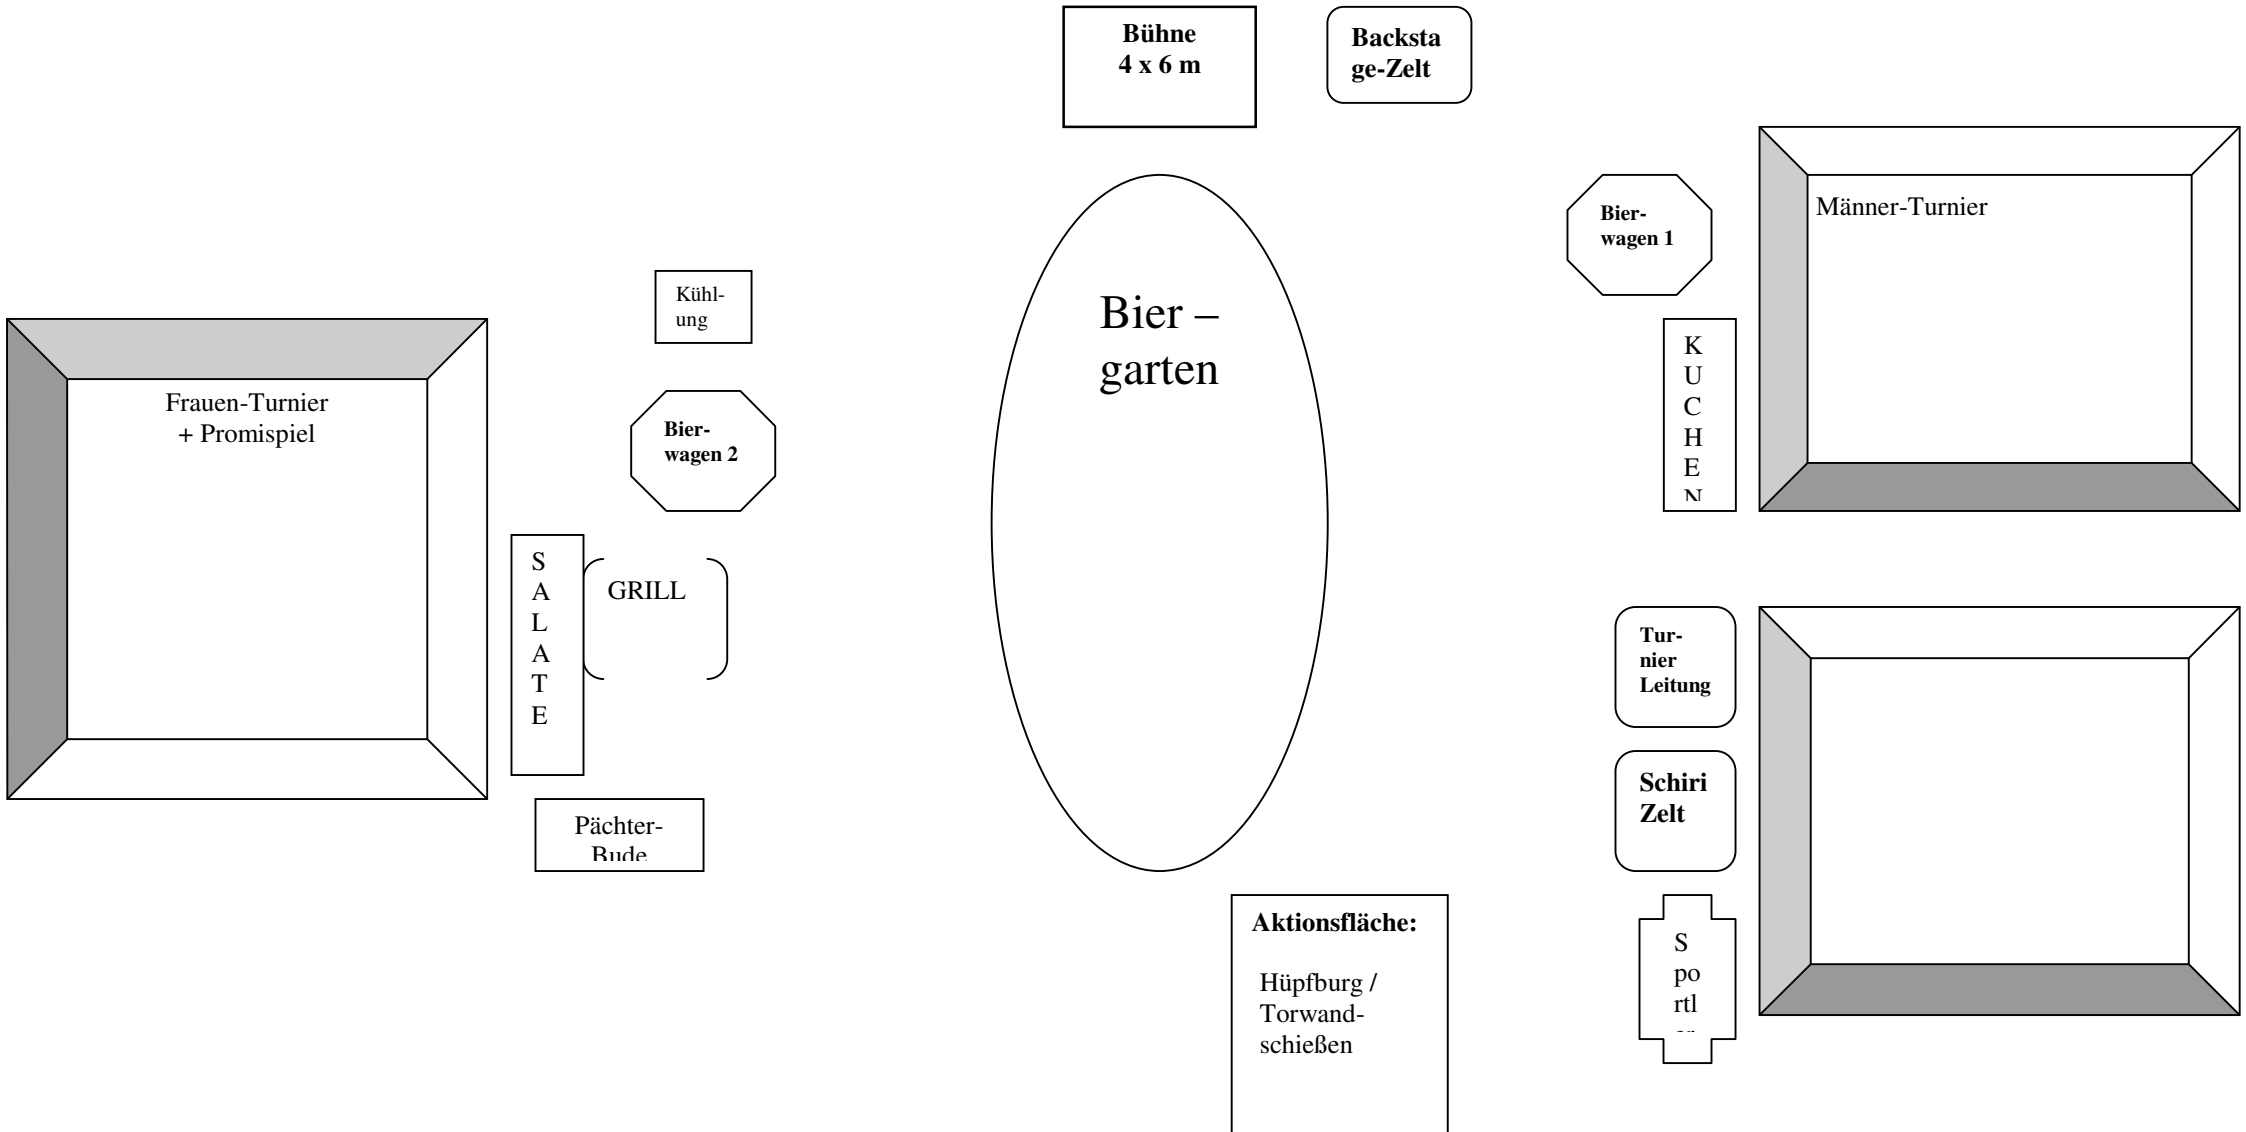 Bühne
4 x 6 m
Backsta
ge-Zelt
Männer-Turnier
Bier-
wagen 1
Kühl-
ung
Bier –
garten
K
U
C
H
E
N
Frauen-Turnier
+ Promispiel
Bier-
wagen 2
S
A
L
A
T
E
GRILL
Tur-
nier
Leitung
Schiri
Zelt
Pächter-
Bude
Aktionsfläche:
Hüpfburg /
Torwand-
schießen
S
po
rtl